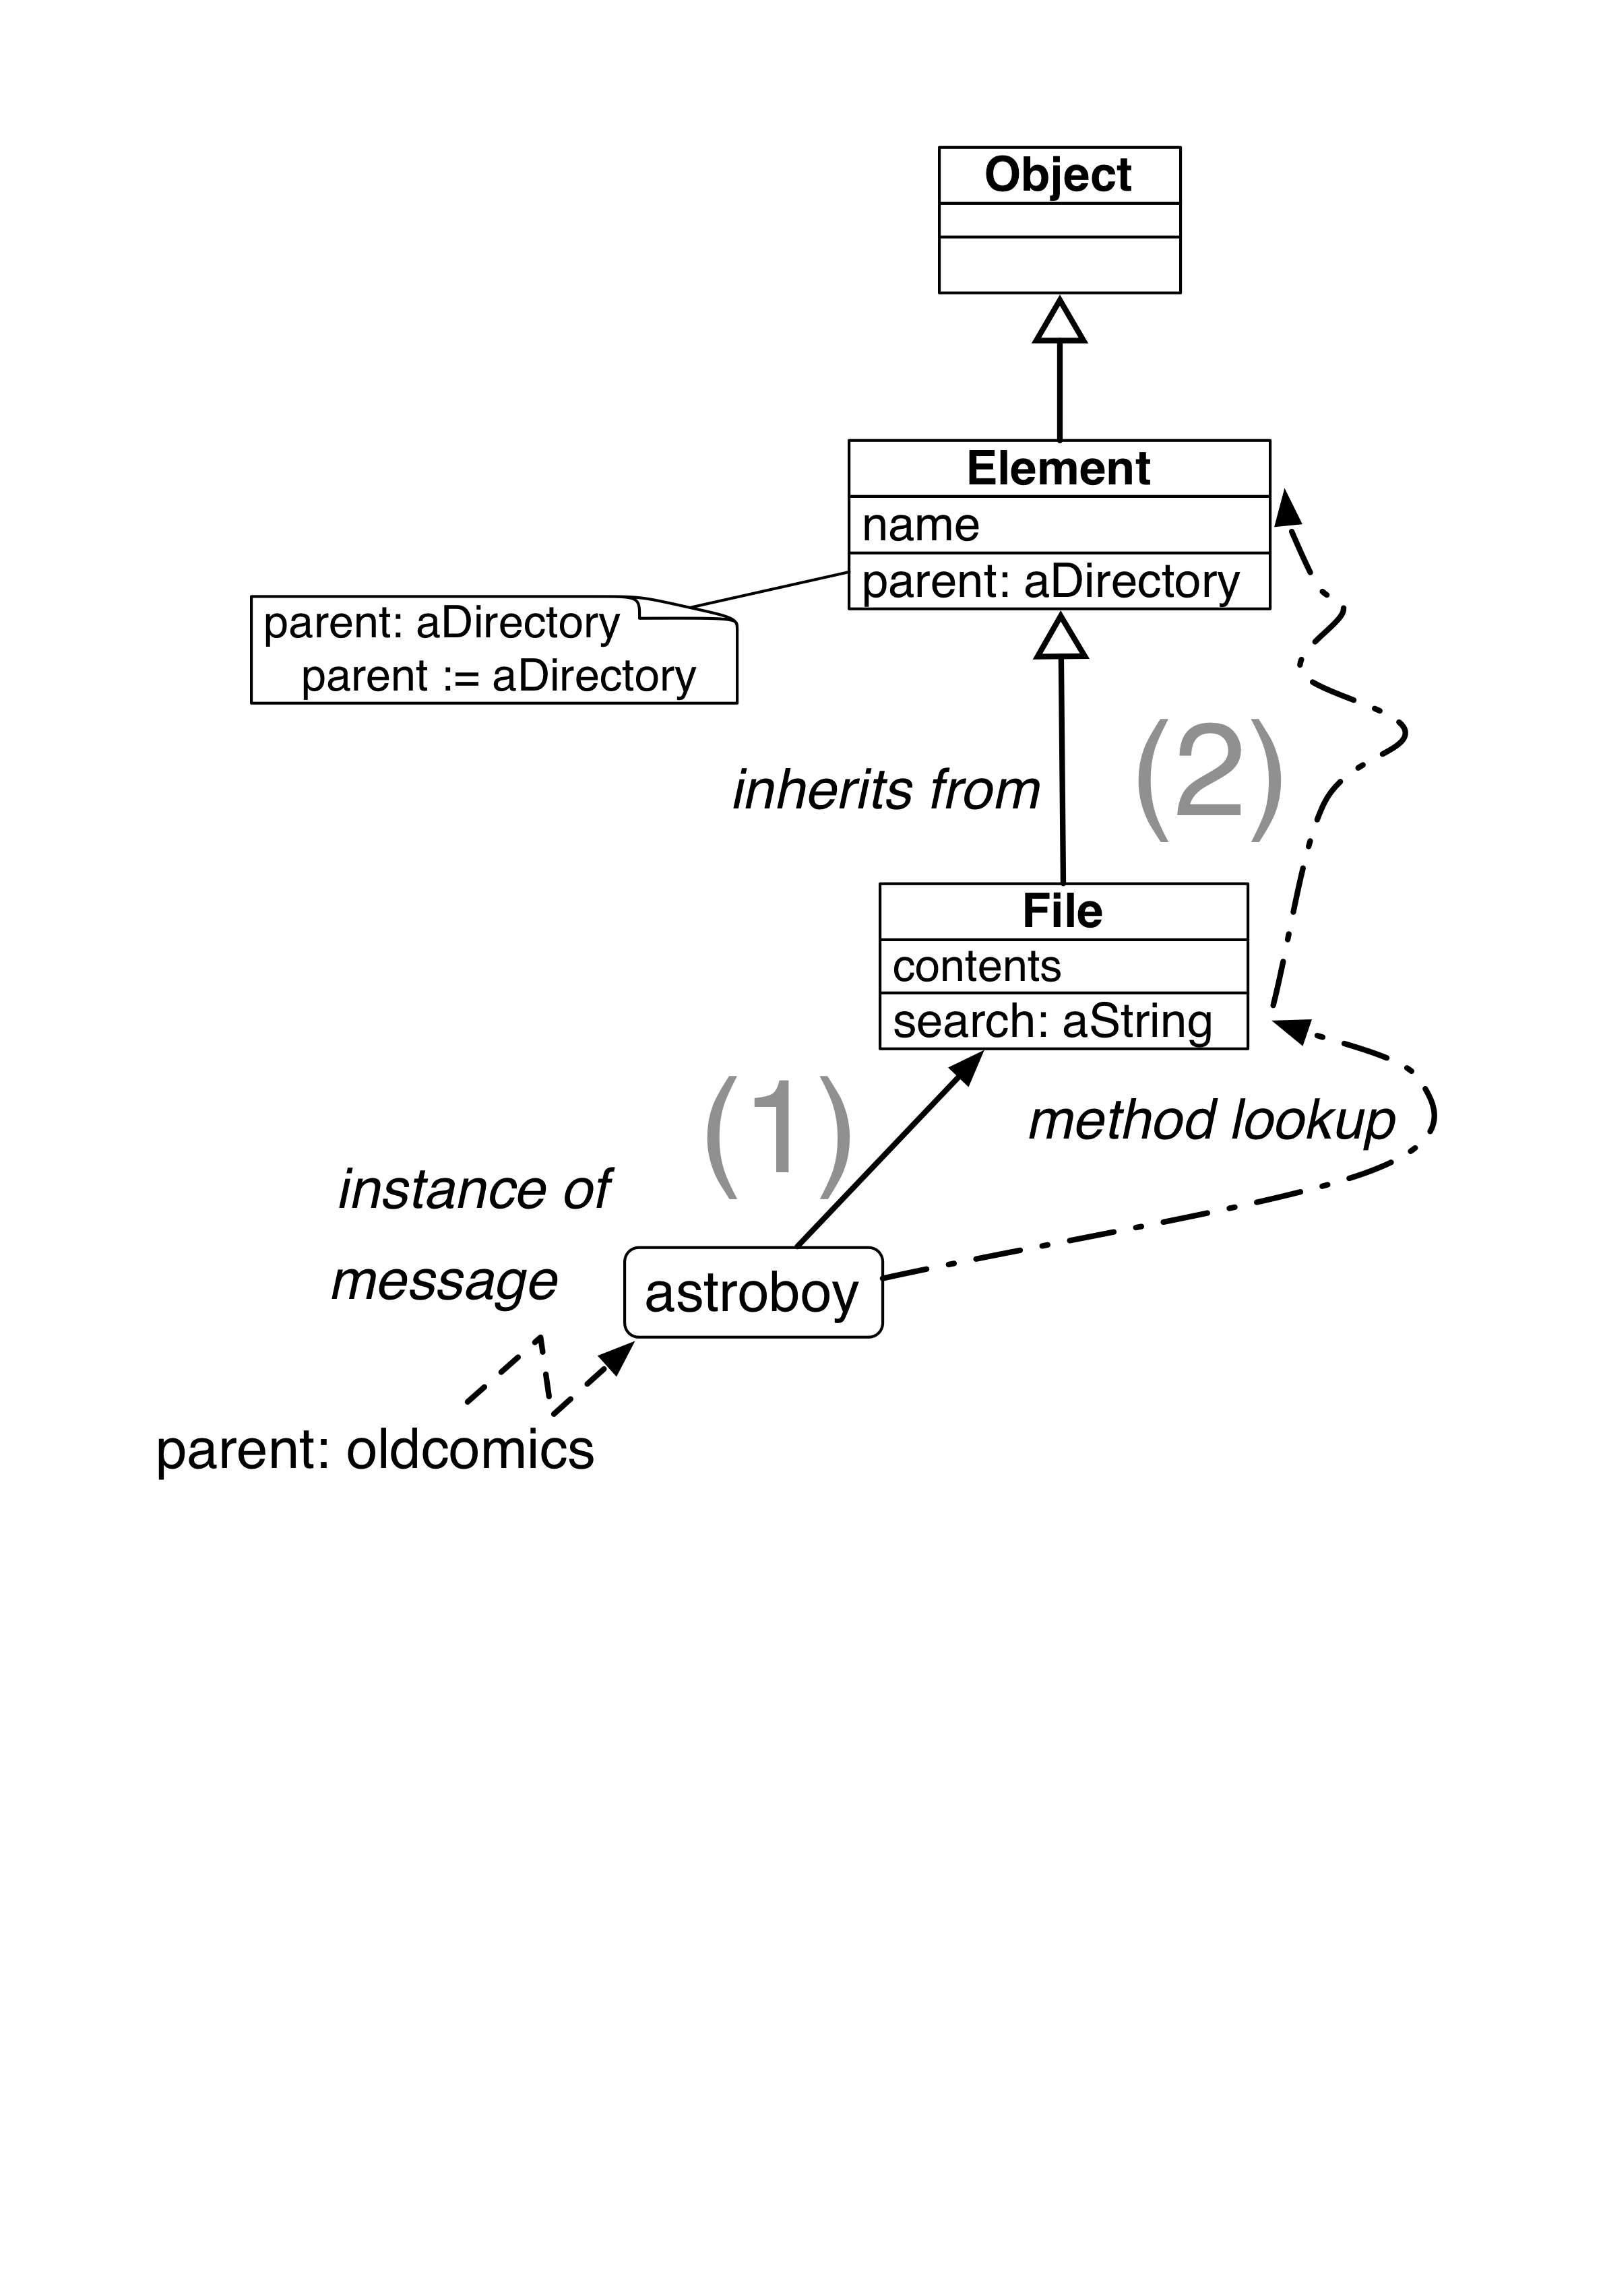 Object
Element
name
parent: aDirectory
parent: aDirectory
parent := aDirectory
(2)
inherits from
File
contents
search: aString
(1)
method lookup
instance of
message
astroboy
parent: oldcomics